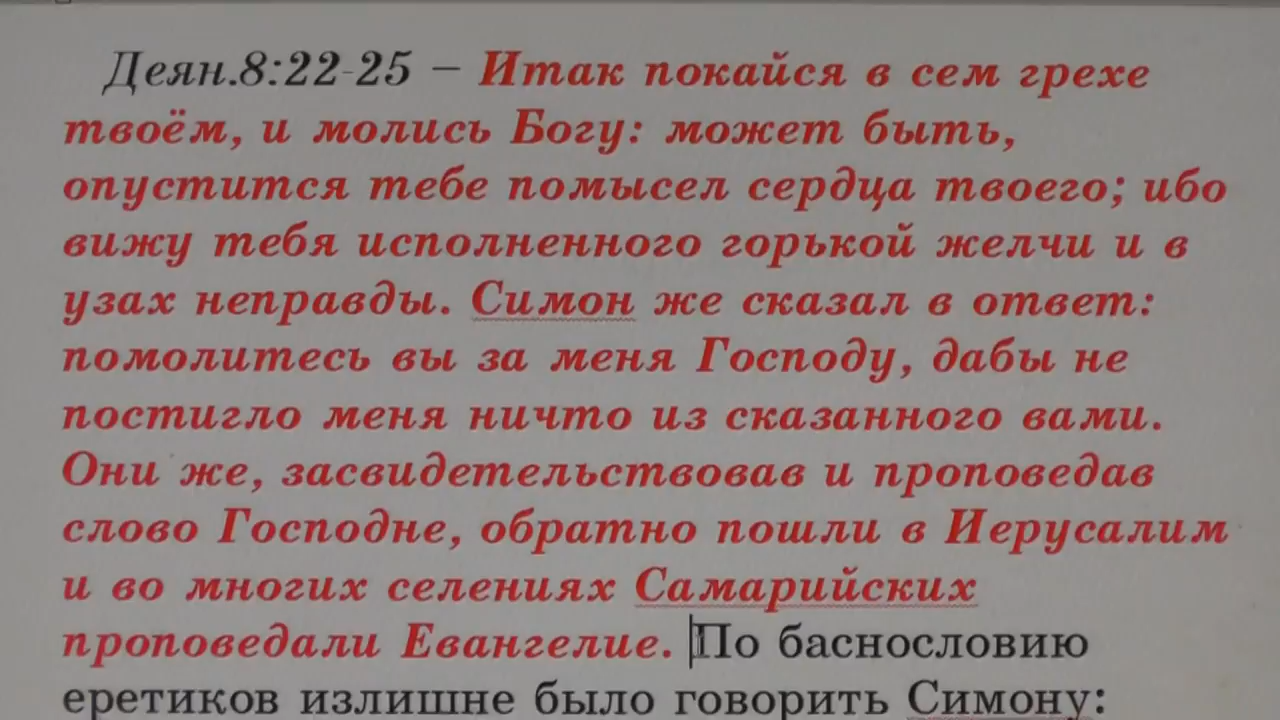 Деян.8:22-25 – Итак покайся в сем грехе
твоём, и молись Богу: может быть,
опустится тебе помысел сердца твоего; ибо
вижу тебя исполненного горькой желчи и в
узах неправды. Симон же сказал в ответ:
помолитесь вы за меня Господу, дабы не
постигло меня ничто из сказанного вами.
Они же, засвидетельствовав и проповедав
слово Господне, обратно пошли в Иерусалим
и во многих селениях Самарийских
проповедали Евангелие. По баснословию
еретиков излишне было говорить Симону: